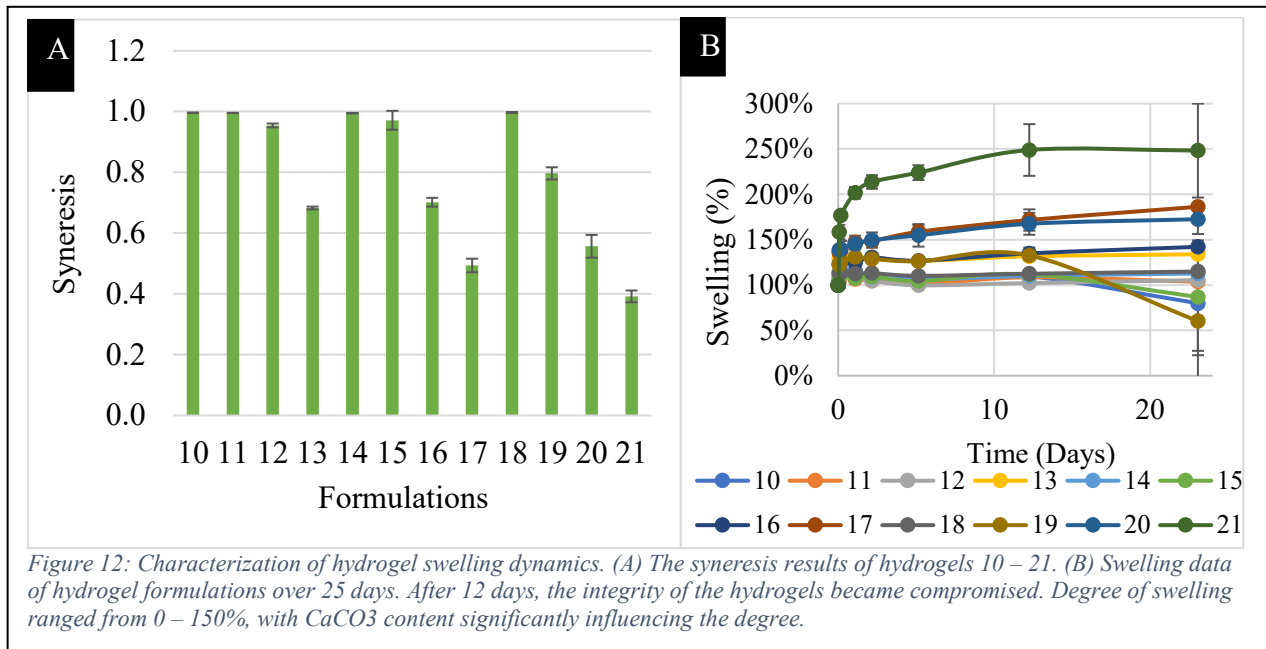 A
1.2
1.0
0.8
0.6
0.4
0.2
0.0
Syneresis
10 11 12 13 14 15 16 17 18 19 20 21
Formulations
B
300%
250%
200%
150%
100%
50%
0%
Swelling (%)
0 10 20
Time (Days)
10 11 12 13 14 15
16 17 18 19 20 21
Figure 12: Characterization of hydrogel swelling dynamics. (A) The syneresis results of hydrogels 10 – 21. (B) Swelling data
of hydrogel formulations over 25 days. After 12 days, the integrity of the hydrogels became compromised. Degree of swelling
ranged from 0 – 150%, with CaCO3 content significantly influencing the degree.